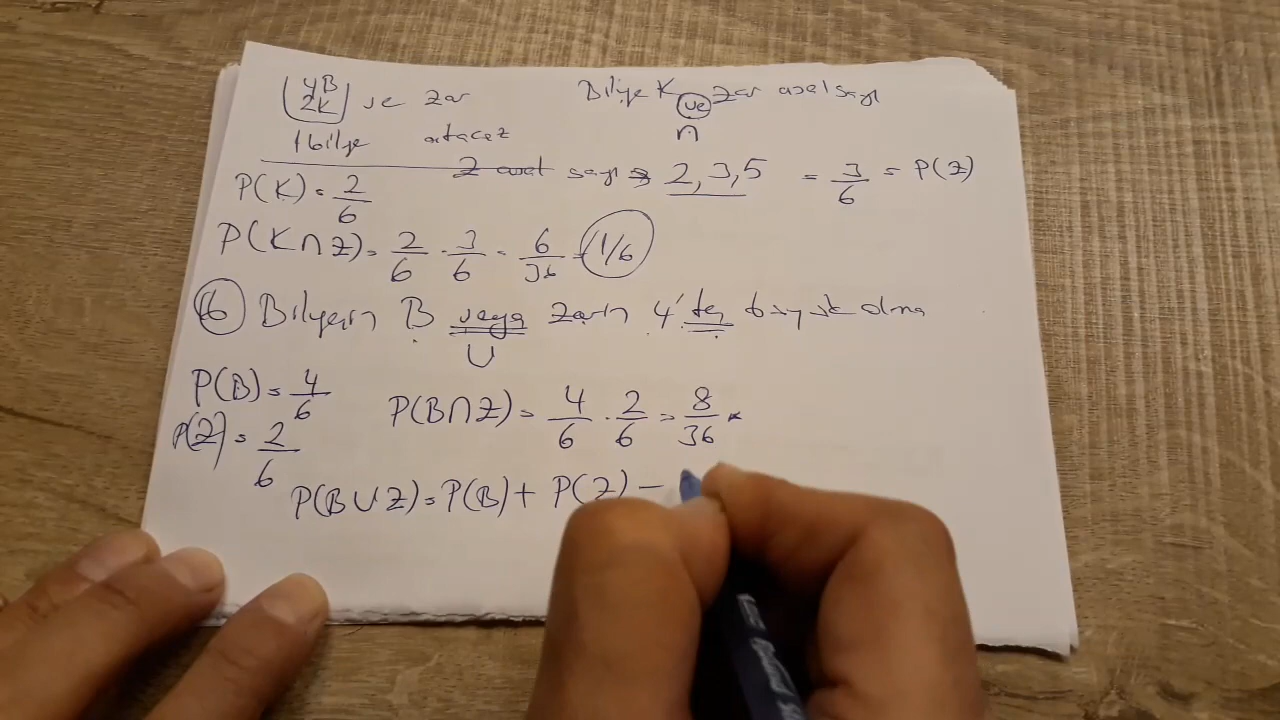 4B ve zar Bilye K ve zar asal sayı
2K
1 bilye atacaz n
Z asal sayı 2, 3, 5 = 3/6 = P(Z)
P(K) = 2/6
P(K∩Z) = 2/6 · 3/6 = 6/36 = 1/6
Bilyenin B veya zarın 4'ten büyük olma
U
P(B) = 4/6 P(B∩Z) = 4/6 · 2/6 = 8/36
P(Z) = 2/6
P(B∪Z) = P(B) + P(Z) −